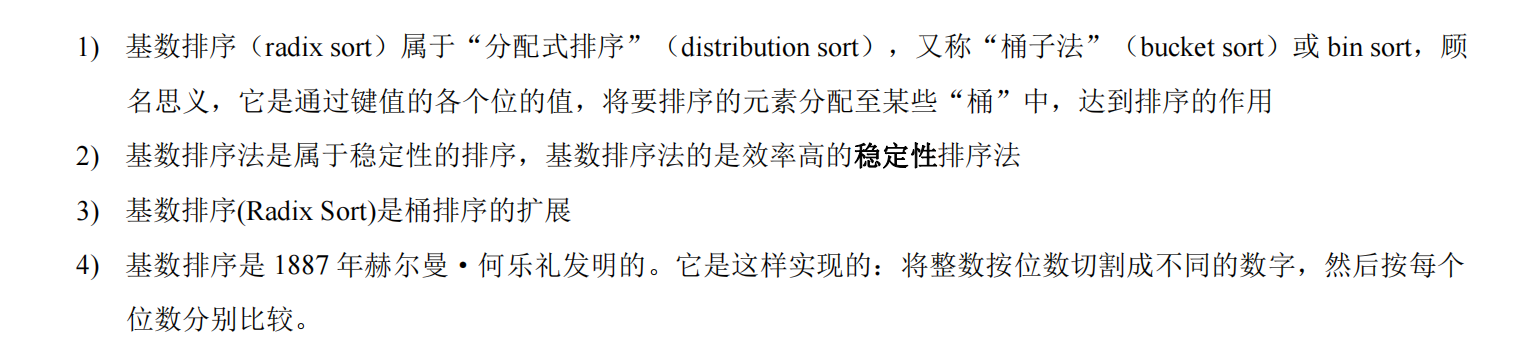 1) 基数排序（radix sort）属于“分配式排序”（distribution sort），又称“桶子法”（bucket sort）或 bin sort，顾
名思义，它是通过键值的各个位的值，将要排序的元素分配至某些“桶”中，达到排序的作用
2) 基数排序法是属于稳定性的排序，基数排序法的是效率高的稳定性排序法
3) 基数排序(Radix Sort)是桶排序的扩展
4) 基数排序是 1887 年赫尔曼·何乐礼发明的。它是这样实现的：将整数按位数切割成不同的数字，然后按每个
位数分别比较。